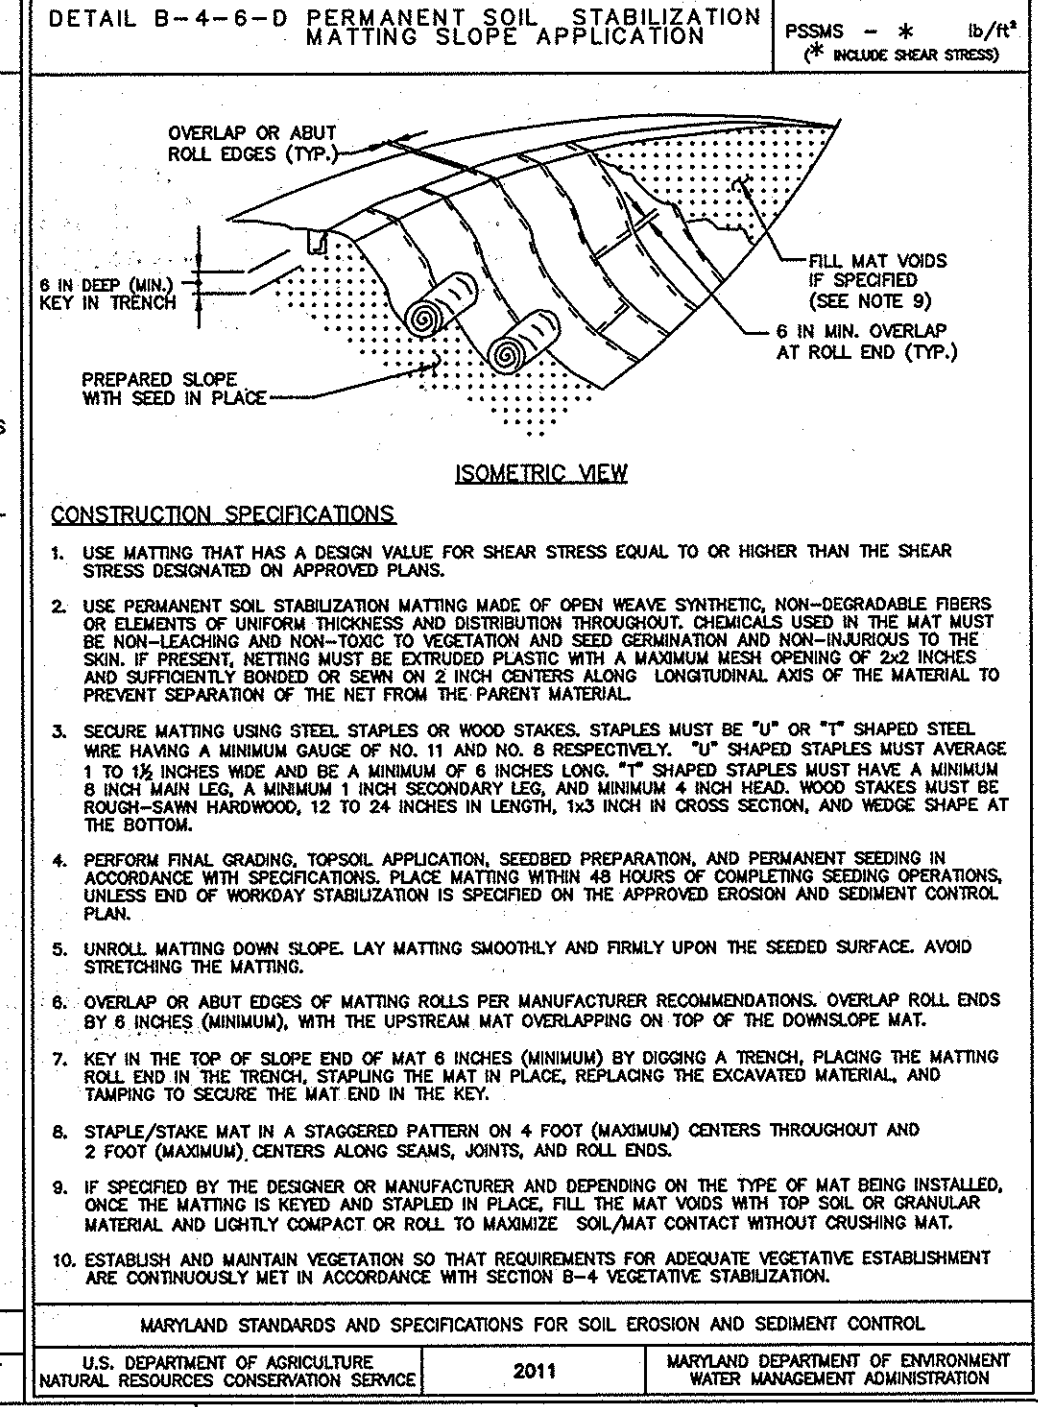 DETAIL B-4-6-D PERMANENT SOIL STABILIZATION
MATTING SLOPE APPLICATION
PSSMS - * lb/ft²
(* INCLUDE SHEAR STRESS)
OVERLAP OR ABUT
ROLL EDGES (TYP.)
6 IN DEEP (MIN.)
KEY IN TRENCH
PREPARED SLOPE
WITH SEED IN PLACE
FILL MAT VOIDS
IF SPECIFIED
(SEE NOTE 9)
6 IN MIN. OVERLAP
AT ROLL END (TYP.)
ISOMETRIC VIEW
CONSTRUCTION SPECIFICATIONS
1. USE MATTING THAT HAS A DESIGN VALUE FOR SHEAR STRESS EQUAL TO OR HIGHER THAN THE SHEAR
STRESS DESIGNATED ON APPROVED PLANS.
2. USE PERMANENT SOIL STABILIZATION MATTING MADE OF OPEN WEAVE SYNTHETIC, NON-DEGRADABLE FIBERS
OR ELEMENTS OF UNIFORM THICKNESS AND DISTRIBUTION THROUGHOUT. CHEMICALS USED IN THE MAT MUST
BE NON-LEACHING AND NON-TOXIC TO VEGETATION AND SEED GERMINATION AND NON-INJURIOUS TO THE
SKIN. IF PRESENT, NETTING MUST BE EXTRUDED PLASTIC WITH A MAXIMUM MESH OPENING OF 2x2 INCHES
AND SUFFICIENTLY BONDED OR SEWN ON 2 INCH CENTERS ALONG LONGITUDINAL AXIS OF THE MATERIAL TO
PREVENT SEPARATION OF THE NET FROM THE PARENT MATERIAL.
3. SECURE MATTING USING STEEL STAPLES OR WOOD STAKES. STAPLES MUST BE "U" OR "T" SHAPED STEEL
WIRE HAVING A MINIMUM GAUGE OF NO. 11 AND NO. 8 RESPECTIVELY. "U" SHAPED STAPLES MUST AVERAGE
1 TO 1½ INCHES WIDE AND BE A MINIMUM OF 6 INCHES LONG. "T" SHAPED STAPLES MUST HAVE A MINIMUM
8 INCH MAIN LEG, A MINIMUM 1 INCH SECONDARY LEG, AND MINIMUM 4 INCH HEAD. WOOD STAKES MUST BE
ROUGH-SAWN HARDWOOD, 12 TO 24 INCHES IN LENGTH, 1x3 INCH IN CROSS SECTION, AND WEDGE SHAPE AT
THE BOTTOM.
4. PERFORM FINAL GRADING, TOPSOIL APPLICATION, SEEDBED PREPARATION, AND PERMANENT SEEDING IN
ACCORDANCE WITH SPECIFICATIONS. PLACE MATTING WITHIN 48 HOURS OF COMPLETING SEEDING OPERATIONS,
UNLESS END OF WORKDAY STABILIZATION IS SPECIFIED ON THE APPROVED EROSION AND SEDIMENT CONTROL
PLAN.
5. UNROLL MATTING DOWN SLOPE. LAY MATTING SMOOTHLY AND FIRMLY UPON THE SEEDED SURFACE. AVOID
STRETCHING THE MATTING.
6. OVERLAP OR ABUT EDGES OF MATTING ROLLS PER MANUFACTURER RECOMMENDATIONS. OVERLAP ROLL ENDS
BY 6 INCHES (MINIMUM), WITH THE UPSTREAM MAT OVERLAPPING ON TOP OF THE DOWNSLOPE MAT.
7. KEY IN THE TOP OF SLOPE END OF MAT 6 INCHES (MINIMUM) BY DIGGING A TRENCH, PLACING THE MATTING
ROLL END IN THE TRENCH, STAPLING THE MAT IN PLACE, REPLACING THE EXCAVATED MATERIAL, AND
TAMPING TO SECURE THE MAT END IN THE KEY.
8. STAPLE/STAKE MAT IN A STAGGERED PATTERN ON 4 FOOT (MAXIMUM) CENTERS THROUGHOUT AND
2 FOOT (MAXIMUM) CENTERS ALONG SEAMS, JOINTS, AND ROLL ENDS.
9. IF SPECIFIED BY THE DESIGNER OR MANUFACTURER AND DEPENDING ON THE TYPE OF MAT BEING INSTALLED,
ONCE THE MATTING IS KEYED AND STAPLED IN PLACE, FILL THE MAT VOIDS WITH TOP SOIL OR GRANULAR
MATERIAL AND LIGHTLY COMPACT OR ROLL TO MAXIMIZE SOIL/MAT CONTACT WITHOUT CRUSHING MAT.
10. ESTABLISH AND MAINTAIN VEGETATION SO THAT REQUIREMENTS FOR ADEQUATE VEGETATIVE ESTABLISHMENT
ARE CONTINUOUSLY MET IN ACCORDANCE WITH SECTION B-4 VEGETATIVE STABILIZATION.
MARYLAND STANDARDS AND SPECIFICATIONS FOR SOIL EROSION AND SEDIMENT CONTROL
U.S. DEPARTMENT OF AGRICULTURE
NATURAL RESOURCES CONSERVATION SERVICE
2011
MARYLAND DEPARTMENT OF ENVIRONMENT
WATER MANAGEMENT ADMINISTRATION